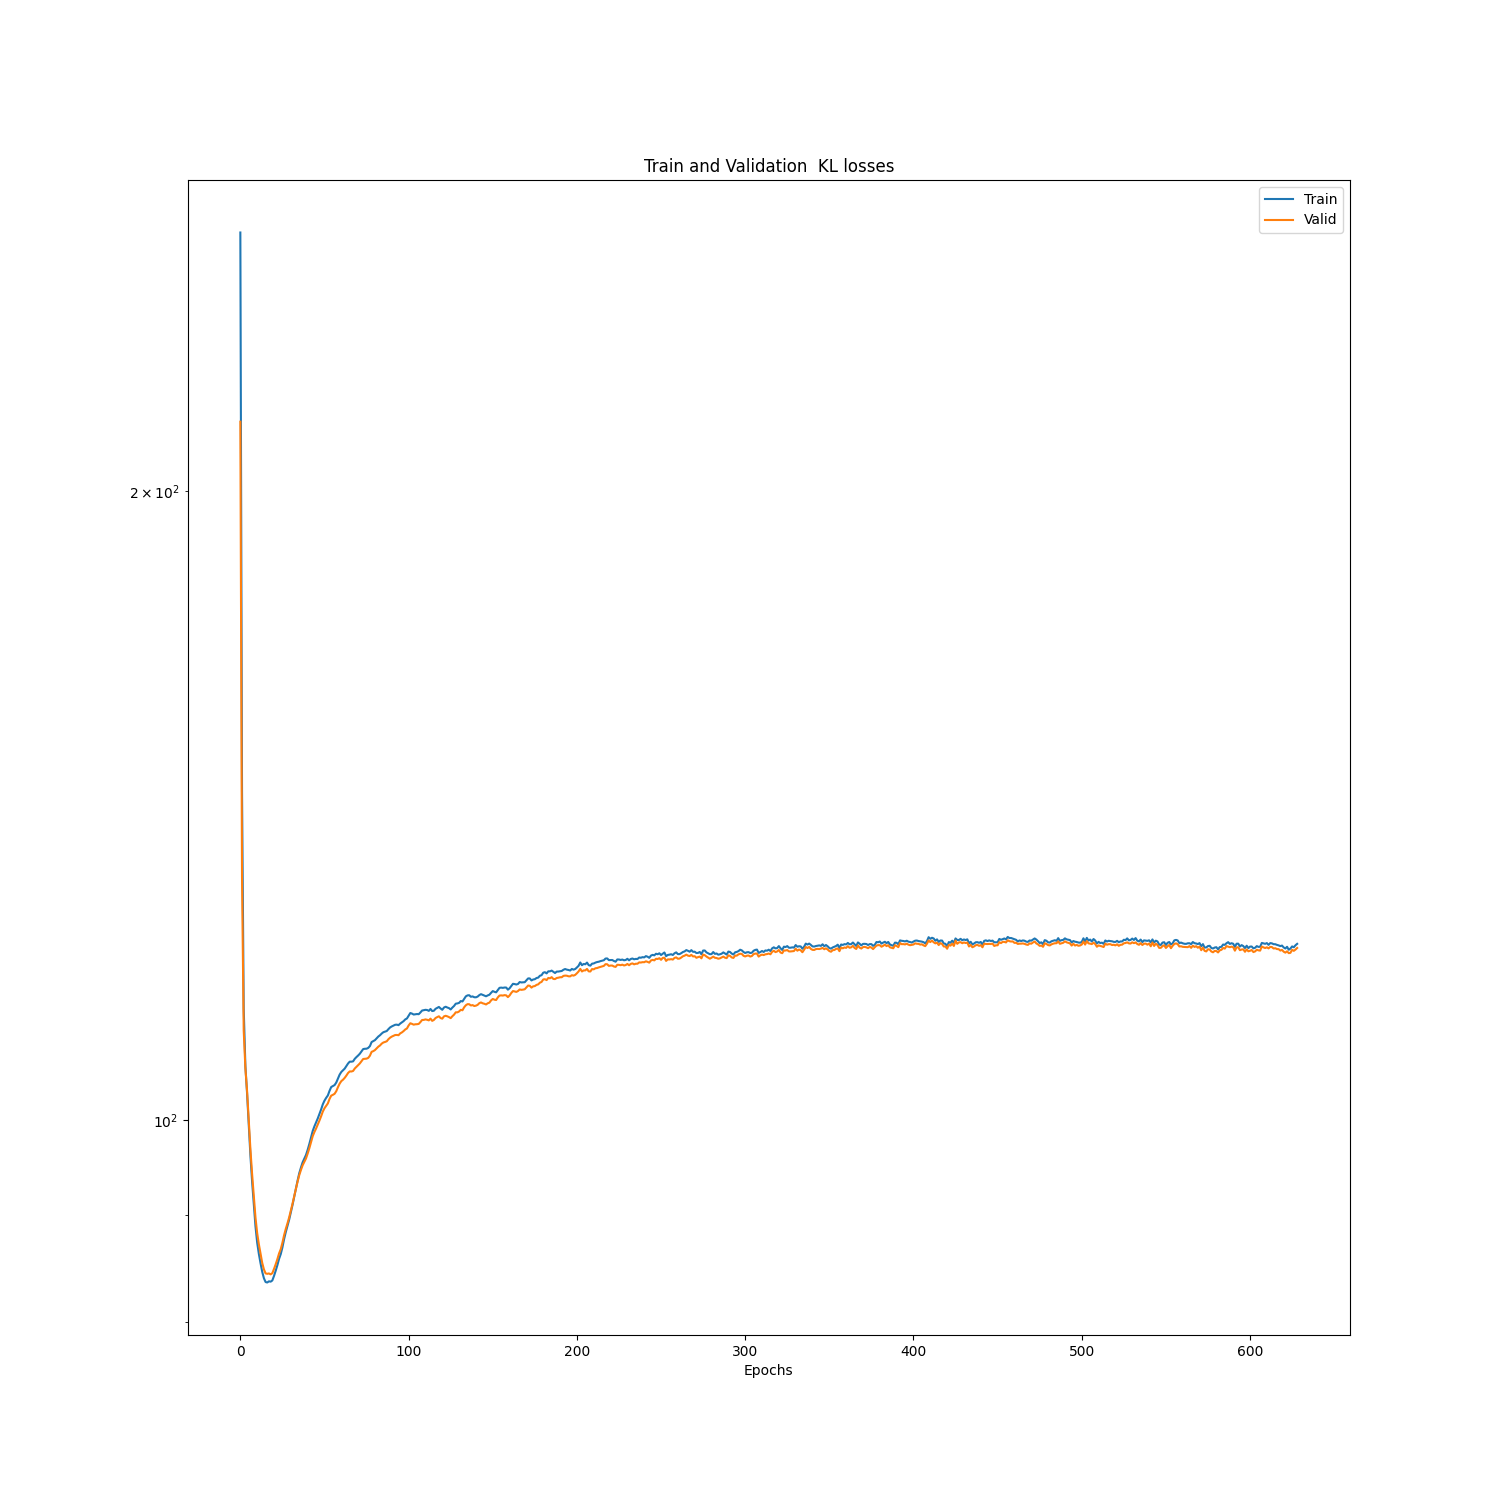 Train and Validation  KL losses
Train
Valid
2 × 10²
10²
0 100 200 300 400 500 600
Epochs